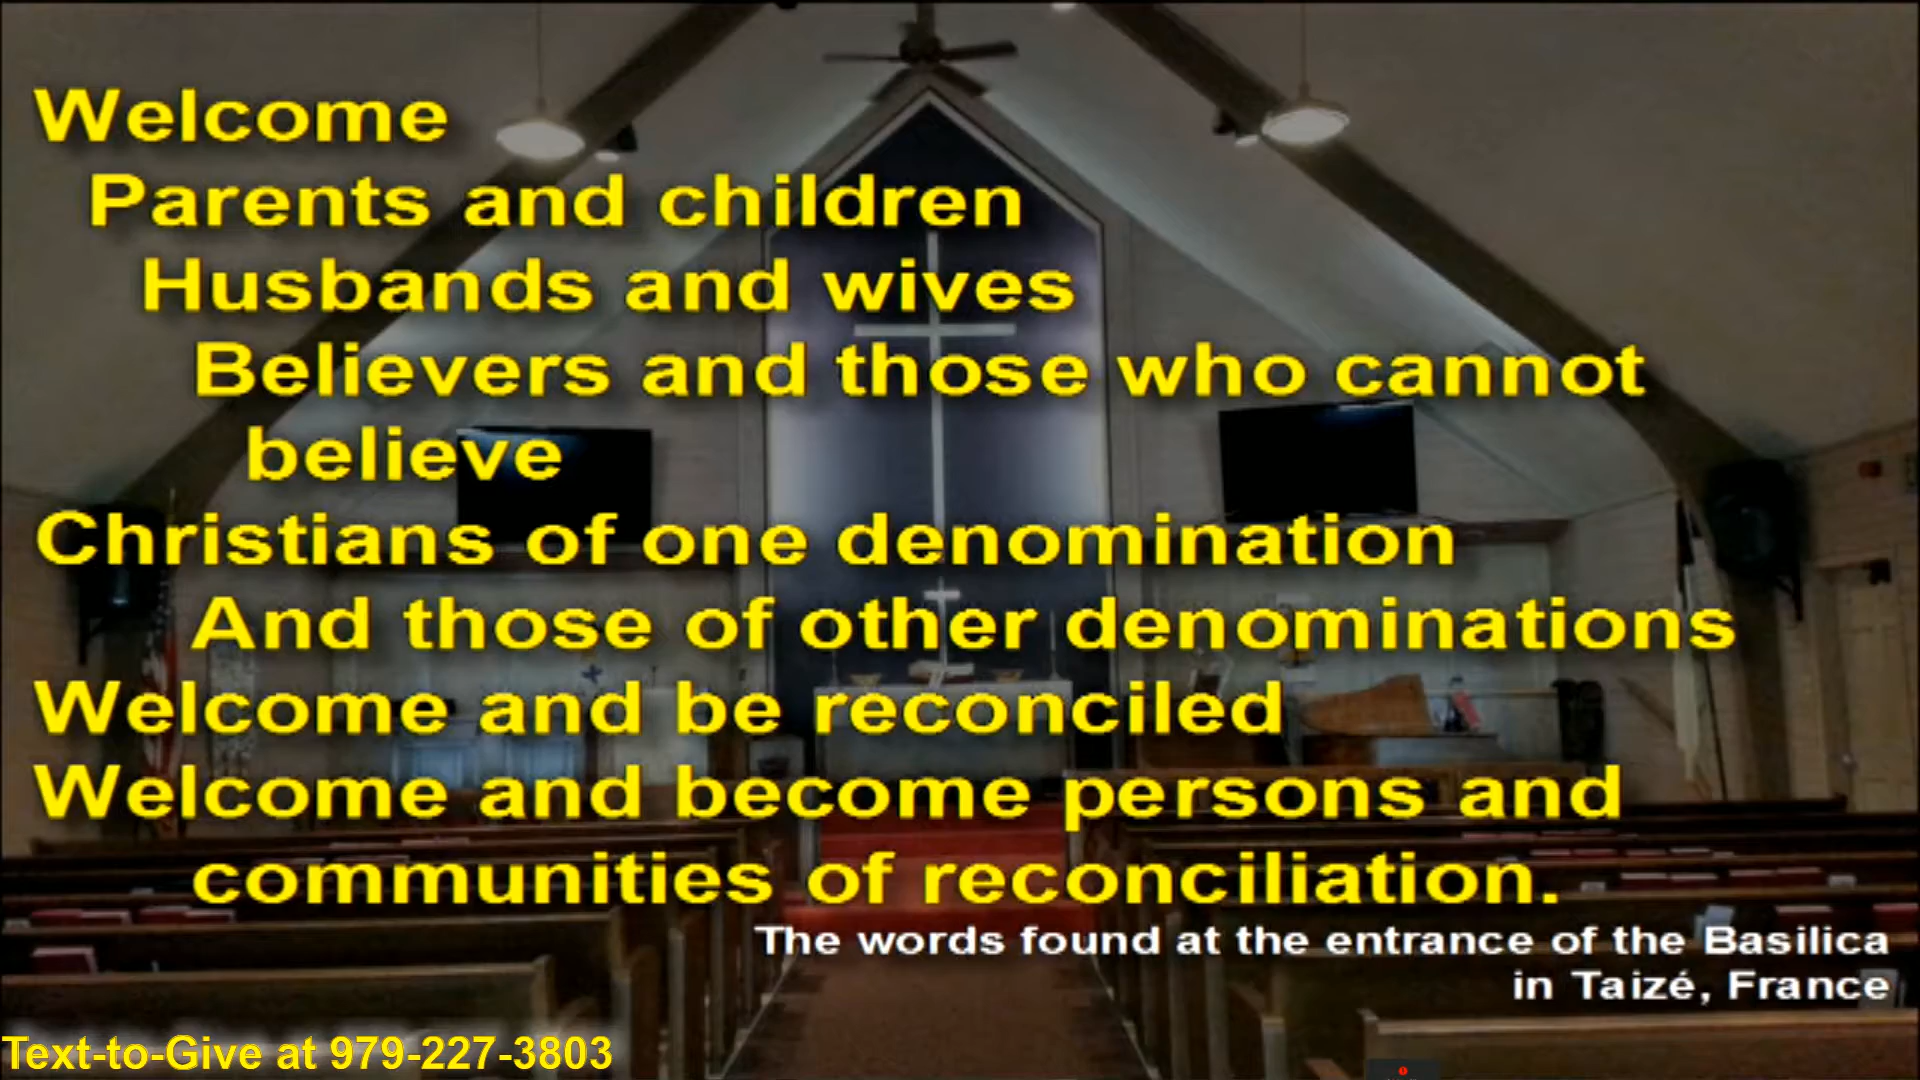 Welcome
Parents and children
Husbands and wives
Believers and those who cannot
believe
Christians of one denomination
And those of other denominations
Welcome and be reconciled
Welcome and become persons and
communities of reconciliation.
The words found at the entrance of the Basilica
in Taizé, France
Text-to-Give at 979-227-3803